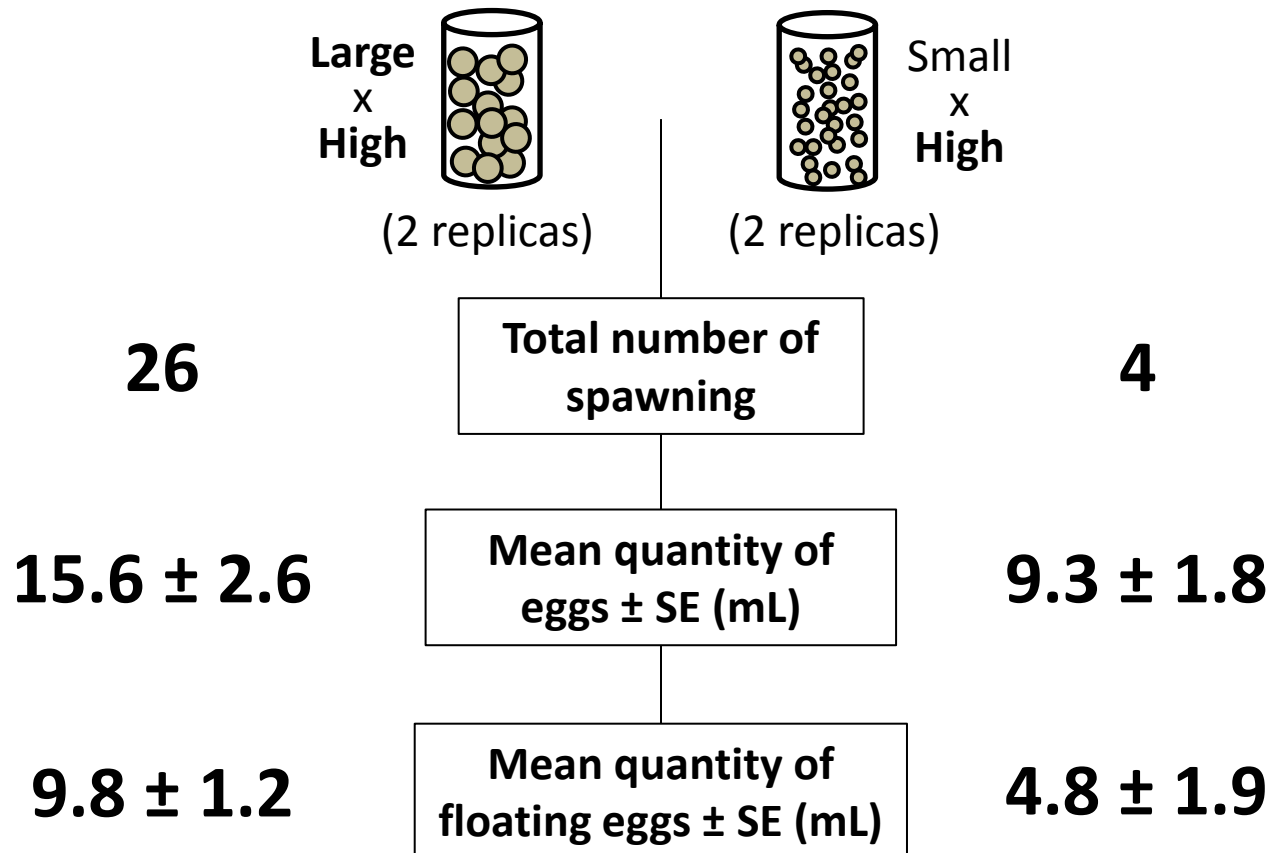 Large
x
High
(2 replicas)
Small
x
High
(2 replicas)
26
Total number of
spawning
4
15.6 ± 2.6
Mean quantity of
eggs ± SE (mL)
9.3 ± 1.8
9.8 ± 1.2
Mean quantity of
floating eggs ± SE (mL)
4.8 ± 1.9